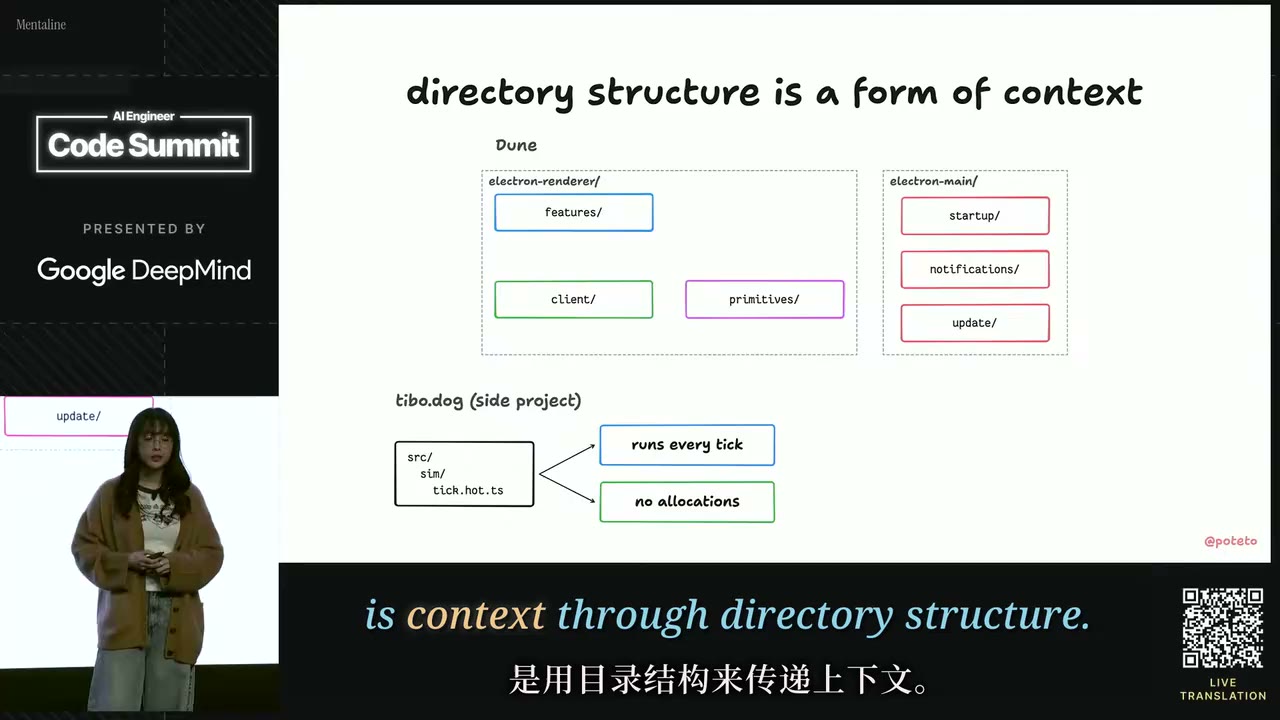 Mentaline
AI Engineer
Code Summit
PRESENTED BY
Google DeepMind
directory structure is a form of context
Dune
electron-renderer/
features/
client/
primitives/
electron-main/
startup/
notifications/
update/
tibo.dog (side project)
src/
sim/
tick.hot.ts
runs every tick
no allocations
@poteto
update/
is context through directory structure.
是用目录结构来传递上下文。
LIVE
TRANSLATION